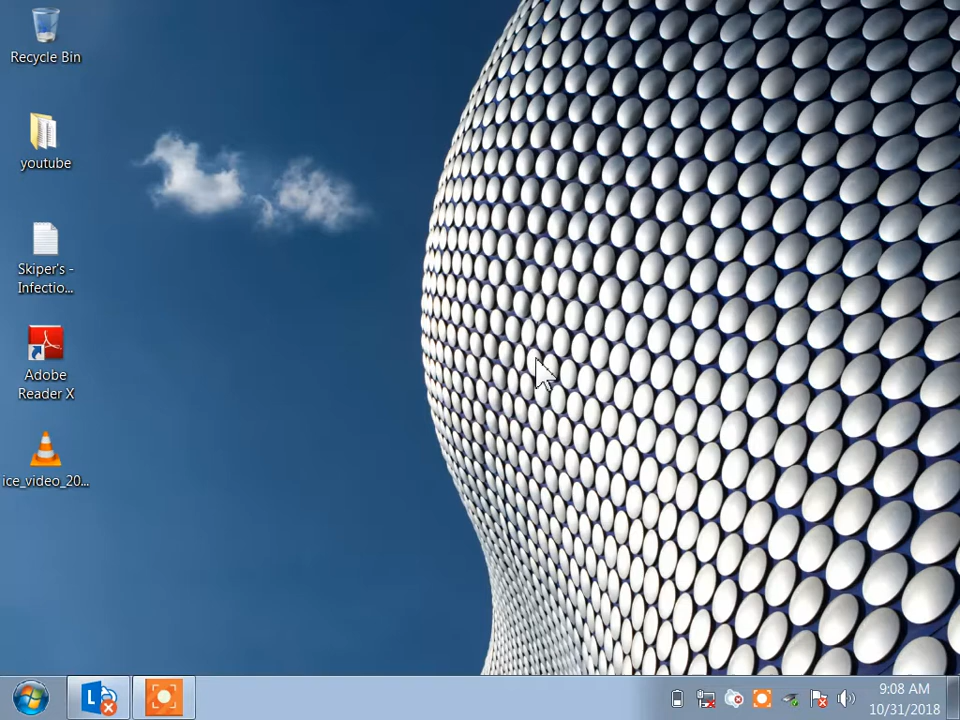 Recycle Bin
youtube
Skiper's -
Infectio...
Adobe
Reader X
ice_video_20...
L
9:08 AM
10/31/2018